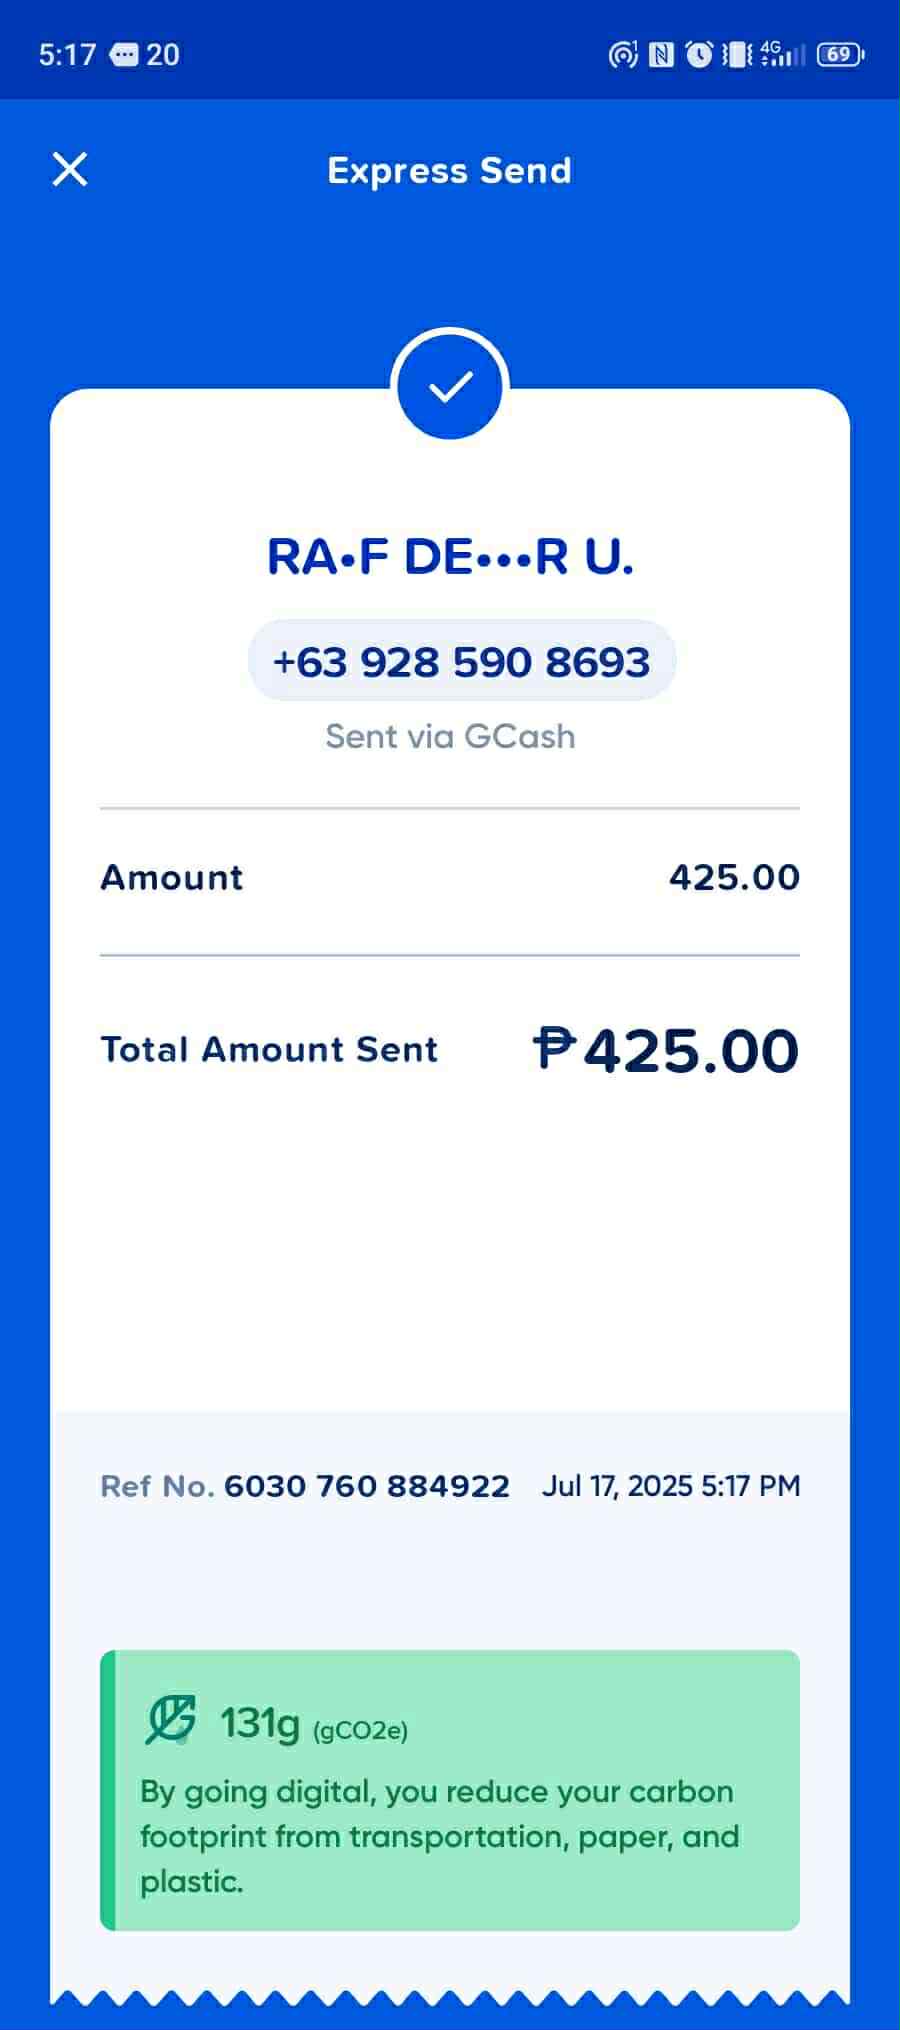 5:17 20 4G 69
Express Send
RA•F DE•••R U.
+63 928 590 8693
Sent via GCash
Amount 425.00
Total Amount Sent ₱425.00
Ref No. 6030 760 884922 Jul 17, 2025 5:17 PM
131g (gCO2e)
By going digital, you reduce your carbon
footprint from transportation, paper, and
plastic.